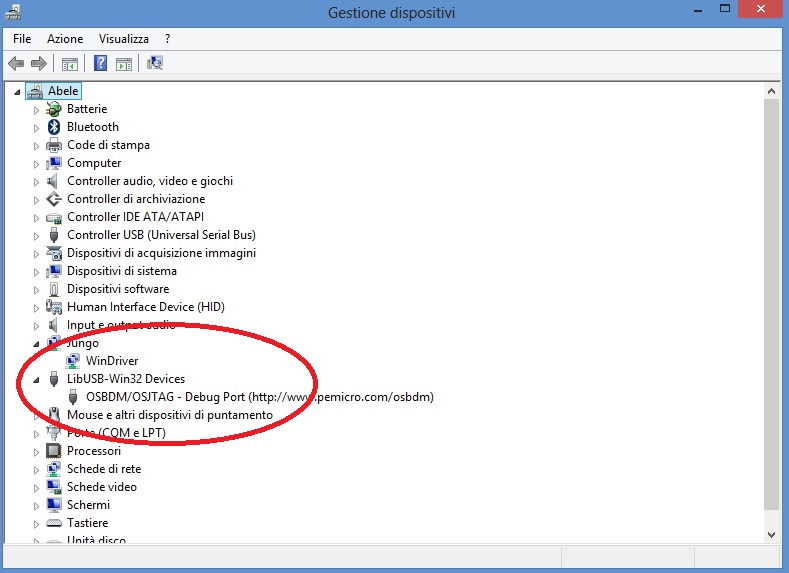 Gestione dispositivi
File Azione Visualizza ?
Abele
Batterie
Bluetooth
Code di stampa
Computer
Controller audio, video e giochi
Controller di archiviazione
Controller IDE ATA/ATAPI
Controller USB (Universal Serial Bus)
Dispositivi di acquisizione immagini
Dispositivi di sistema
Dispositivi software
Human Interface Device (HID)
Input e output audio
Jungo
WinDriver
LibUSB-Win32 Devices
OSBDM/OSJTAG - Debug Port (http://www.pemicro.com/osbdm)
Mouse e altri dispositivi di puntamento
Porte (COM e LPT)
Processori
Schede di rete
Schede video
Schermi
Tastiere
Unità disco